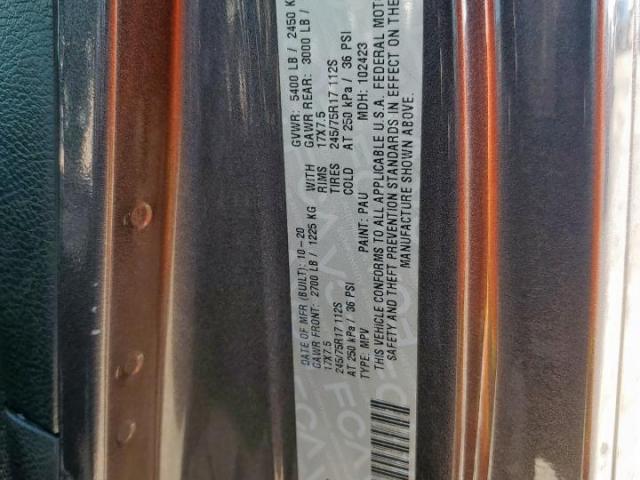 DATE OF MFR (BUILT): 10-20 GVWR: 5400 LB / 2450 K
GAWR FRONT: 2700 LB / 1225 KG WITH GAWR REAR: 3000 LB /
17X7.5 RIMS 17X7.5
245/75R17 112S TIRES 245/75R17 112S
AT 250 kPa / 36 PSI COLD AT 250 kPa / 36 PSI
TYPE: MPV PAINT: PAU MDH: 102423
THIS VEHICLE CONFORMS TO ALL APPLICABLE U.S.A. FEDERAL MOTO
SAFETY AND THEFT PREVENTION STANDARDS IN EFFECT ON THE
MANUFACTURE SHOWN ABOVE.